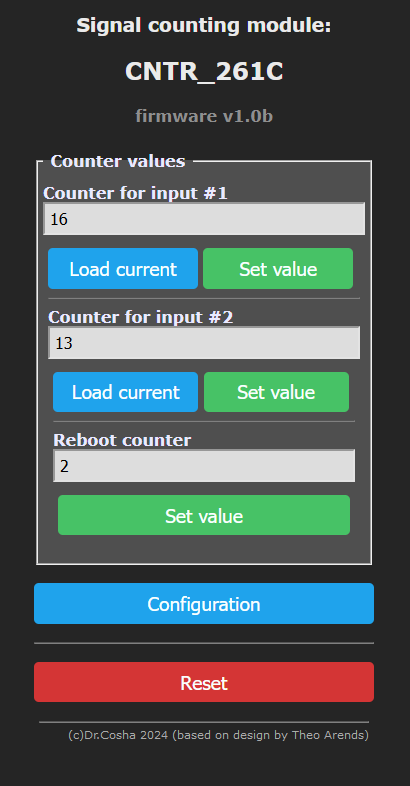 Signal counting module:
CNTR_261C
firmware v1.0b
Counter values
Counter for input #1
16
Load current Set value
Counter for input #2
13
Load current Set value
Reboot counter
2
Set value
Configuration
Reset
(c)Dr.Cosha 2024 (based on design by Theo Arends)